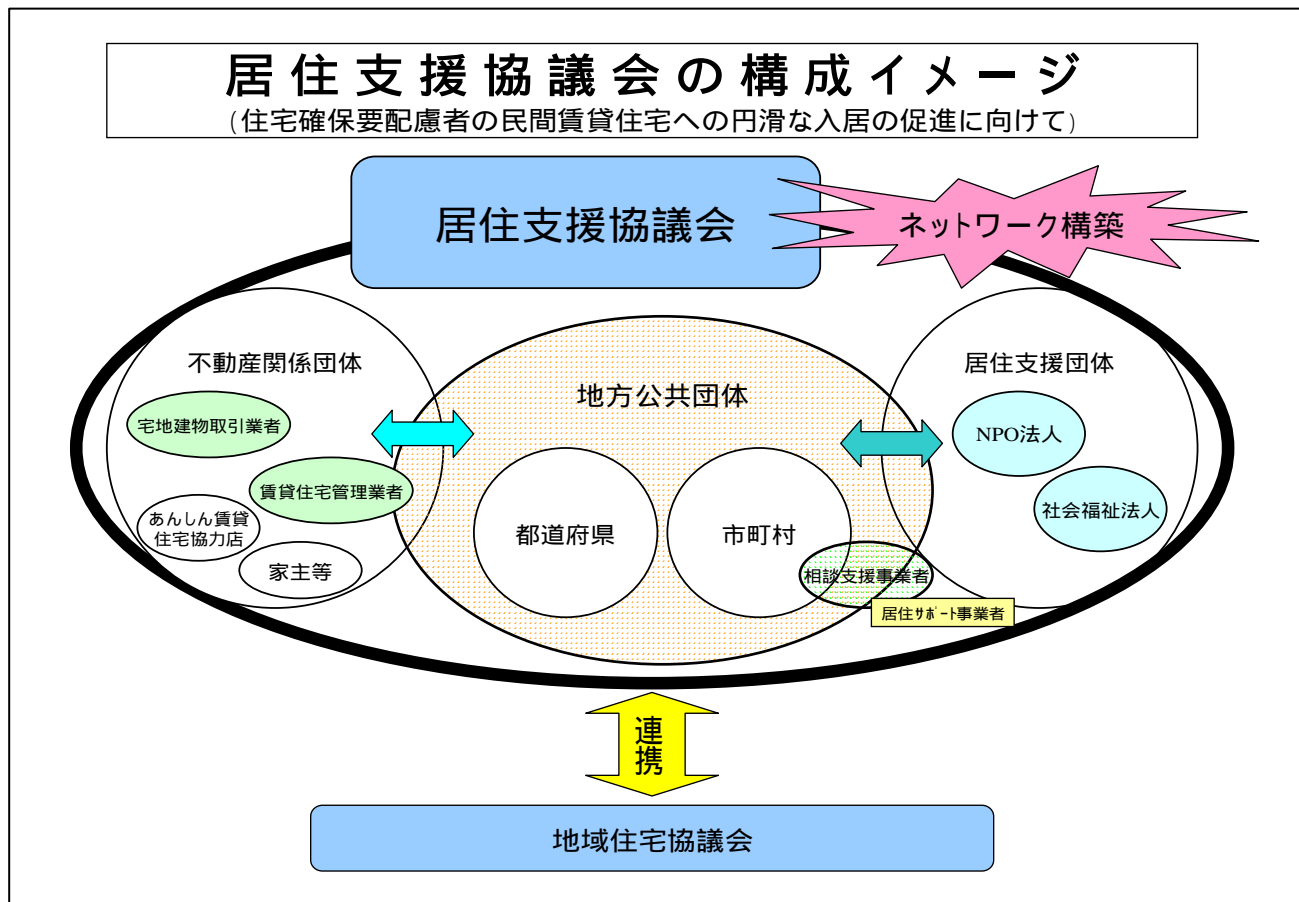 居住支援協議会の構成イメージ
(住宅確保要配慮者の民間賃貸住宅への円滑な入居の促進に向けて)
居住支援協議会
ネットワーク構築
不動産関係団体
宅地建物取引業者
賃貸住宅管理業者
あんしん賃貸
住宅協力店
家主等
地方公共団体
都道府県
市町村
居住支援団体
NPO法人
社会福祉法人
相談支援事業者
居住ｻﾎﾟｰﾄ事業者
連
携
地域住宅協議会